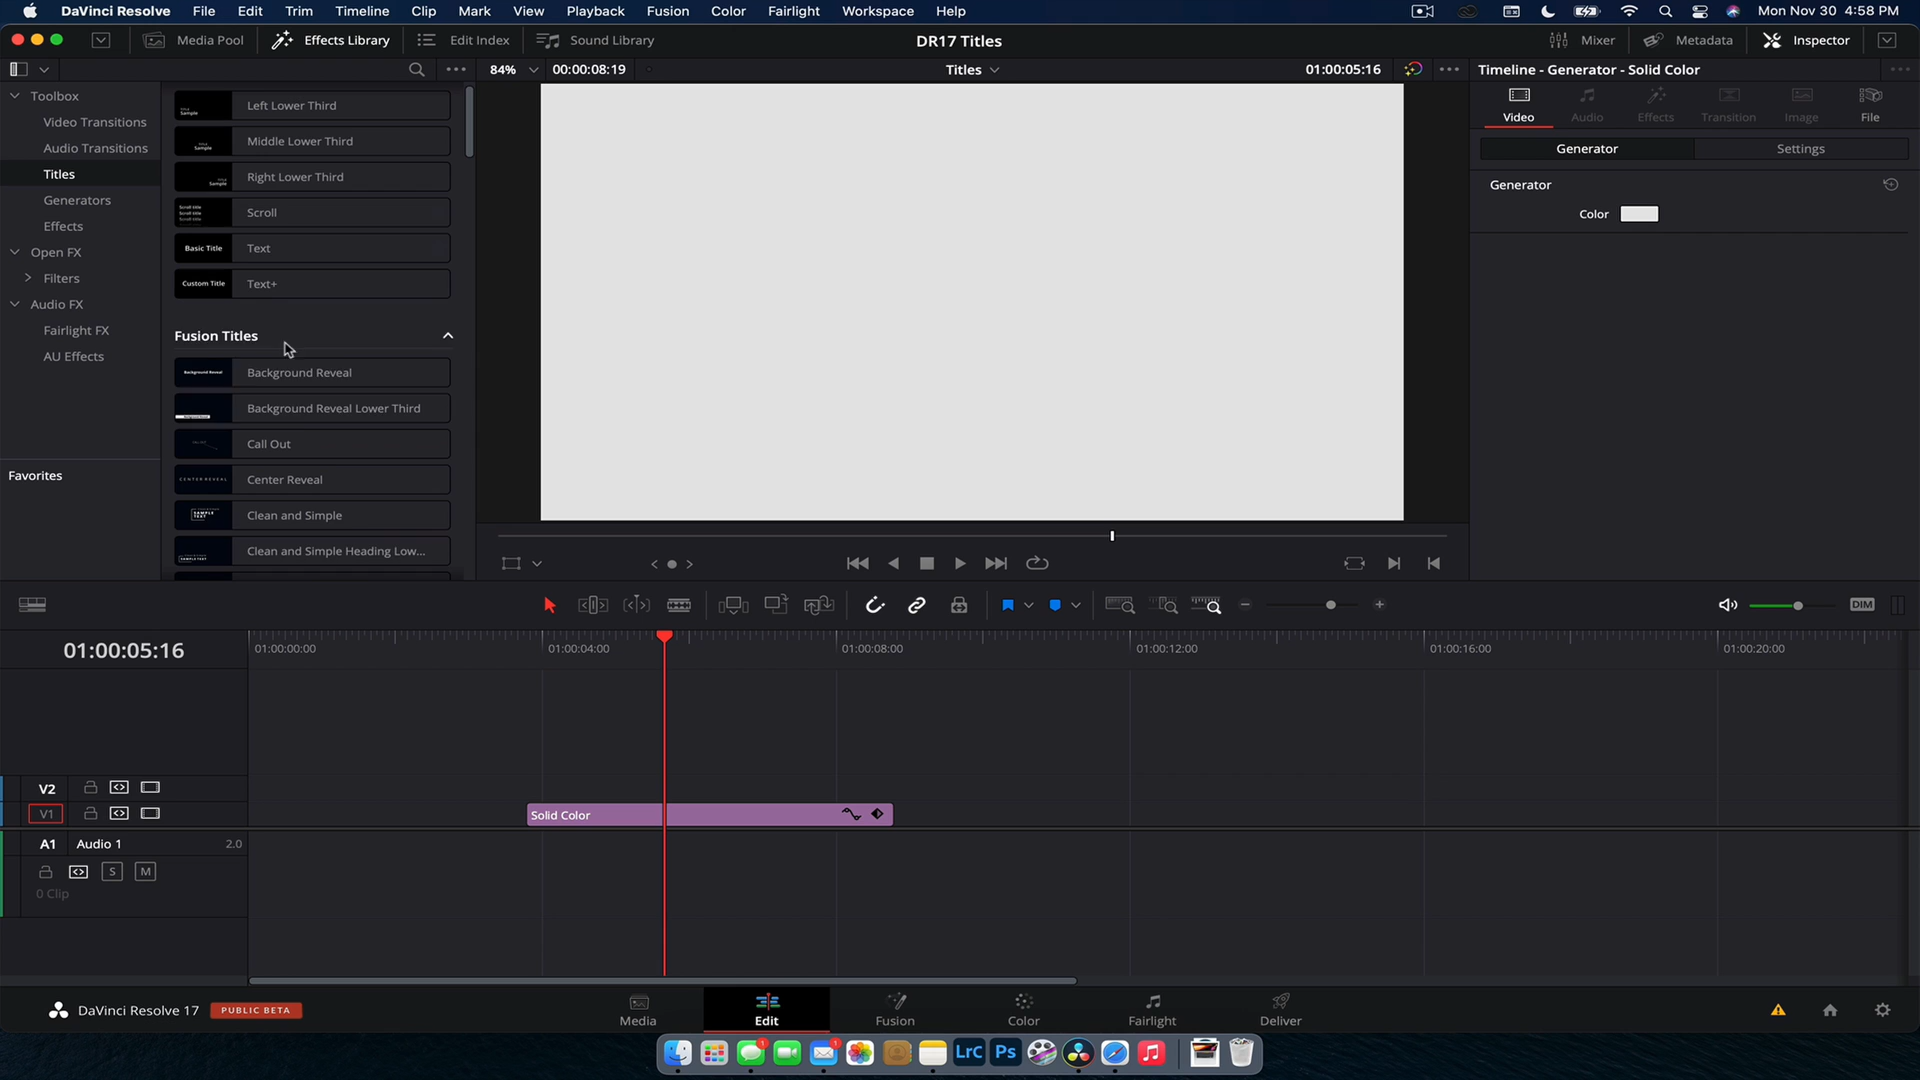 DaVinci Resolve File Edit Trim Timeline Clip Mark View Playback Fusion Color Fairlight Workspace Help Mon Nov 30 4:58 PM
Media Pool Effects Library Edit Index Sound Library DR17 Titles Mixer Metadata Inspector
84% 00:00:08:19 Titles 01:00:05:16 Timeline - Generator - Solid Color
Toolbox
Video Transitions
Audio Transitions
Titles
Generators
Effects
Open FX
Filters
Audio FX
Fairlight FX
AU Effects
Favorites
Left Lower Third
Middle Lower Third
Right Lower Third
Scroll
Basic Title Text
Custom Title Text+
Fusion Titles
Background Reveal Background Reveal
Background Reveal Lower Third
Call Out
CENTER REVEAL Center Reveal
SAMPLE TEXT Clean and Simple
Clean and Simple Heading Low...
Video Audio Effects Transition Image File
Generator Settings
Generator
Color
DIM
01:00:05:16 01:00:00:00 01:00:04:00 01:00:08:00 01:00:12:00 01:00:16:00 01:00:20:00
V2
V1 Solid Color
A1 Audio 1 2.0
S M
0 Clip
DaVinci Resolve 17 PUBLIC BETA Media Edit Fusion Color Fairlight Deliver
1 1 LrC Ps